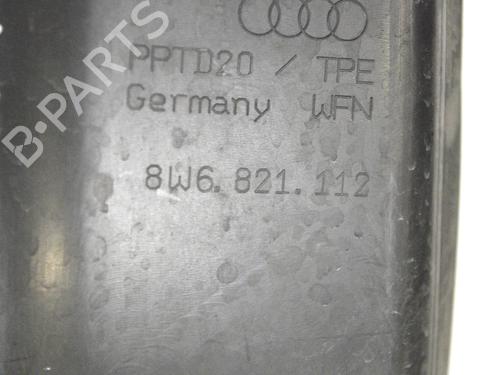 PPTD20 / TPE
Germany WFN
8W6.821.112
B-PARTS